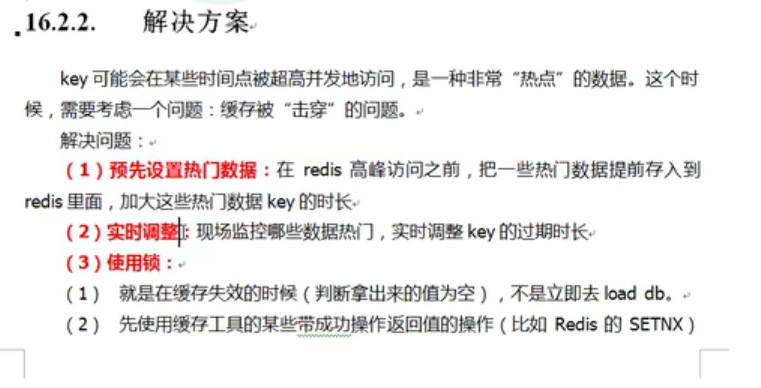 16.2.2. 解决方案
key 可能会在某些时间点被超高并发地访问，是一种非常“热点”的数据。这个时
候，需要考虑一个问题：缓存被“击穿”的问题。
解决问题：
（1）预先设置热门数据：在 redis 高峰访问之前，把一些热门数据提前存入到
redis 里面，加大这些热门数据 key 的时长
（2）实时调整：现场监控哪些数据热门，实时调整 key 的过期时长
（3）使用锁：
（1） 就是在缓存失效的时候（判断拿出来的值为空），不是立即去 load db。
（2） 先使用缓存工具的某些带成功操作返回值的操作（比如 Redis 的 SETNX）